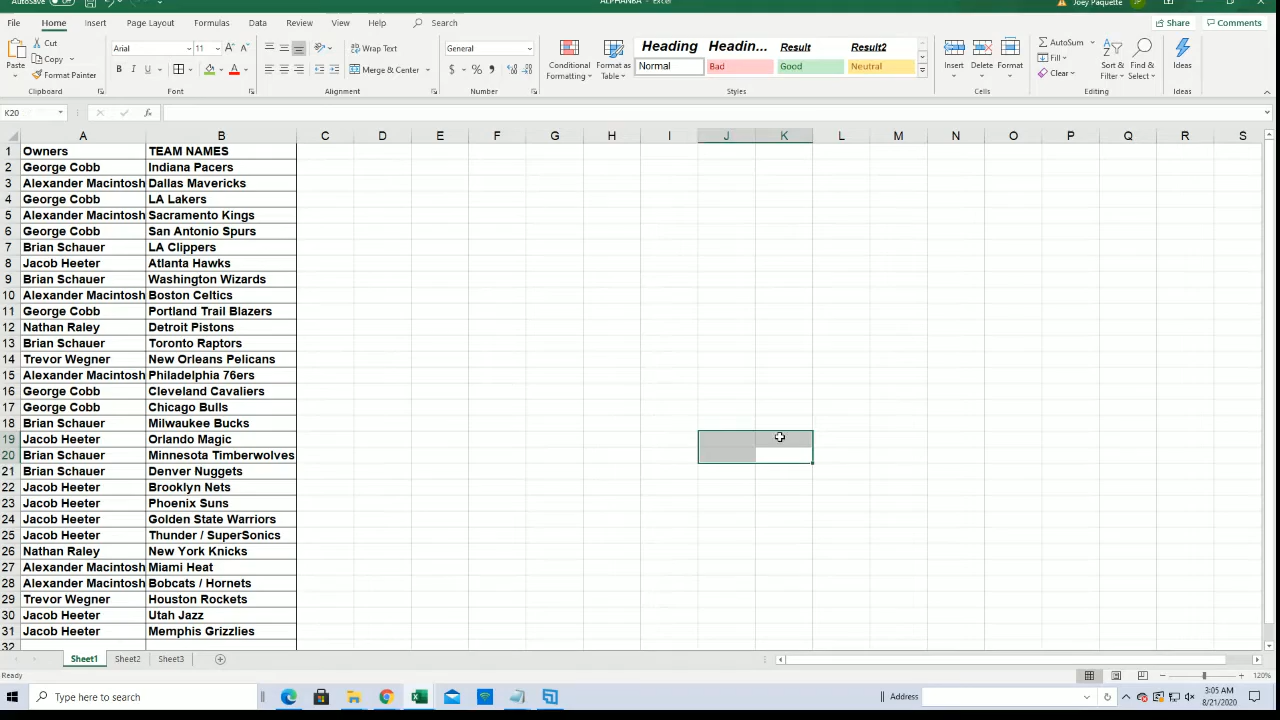 AutoSave Off ALPHANBA - Excel Joey Paquette JP
File Home Insert Page Layout Formulas Data Review View Help Search Share Comments
Paste Cut Copy Format Painter Clipboard
Arial 11 A A B I U A Font
Wrap Text Merge & Center Alignment
General $ % Number
Conditional Formatting Format as Table
Heading Headin... Result Result2
Normal Bad Good Neutral
Styles
Insert Delete Format Cells
AutoSum Fill Clear Sort & Filter Find & Select Editing
Ideas Ideas
K20 fx
A B C D E F G H I J K L M N O P Q R S
1 Owners TEAM NAMES
2 George Cobb Indiana Pacers
3 Alexander Macintosh Dallas Mavericks
4 George Cobb LA Lakers
5 Alexander Macintosh Sacramento Kings
6 George Cobb San Antonio Spurs
7 Brian Schauer LA Clippers
8 Jacob Heeter Atlanta Hawks
9 Brian Schauer Washington Wizards
10 Alexander Macintosh Boston Celtics
11 George Cobb Portland Trail Blazers
12 Nathan Raley Detroit Pistons
13 Brian Schauer Toronto Raptors
14 Trevor Wegner New Orleans Pelicans
15 Alexander Macintosh Philadelphia 76ers
16 George Cobb Cleveland Cavaliers
17 George Cobb Chicago Bulls
18 Brian Schauer Milwaukee Bucks
19 Jacob Heeter Orlando Magic
20 Brian Schauer Minnesota Timberwolves
21 Brian Schauer Denver Nuggets
22 Jacob Heeter Brooklyn Nets
23 Jacob Heeter Phoenix Suns
24 Jacob Heeter Golden State Warriors
25 Jacob Heeter Thunder / SuperSonics
26 Nathan Raley New York Knicks
27 Alexander Macintosh Miami Heat
28 Alexander Macintosh Bobcats / Hornets
29 Trevor Wegner Houston Rockets
30 Jacob Heeter Utah Jazz
31 Jacob Heeter Memphis Grizzlies
32
Sheet1 Sheet2 Sheet3
Ready 120%
Type here to search Address 3:05 AM
8/21/2020